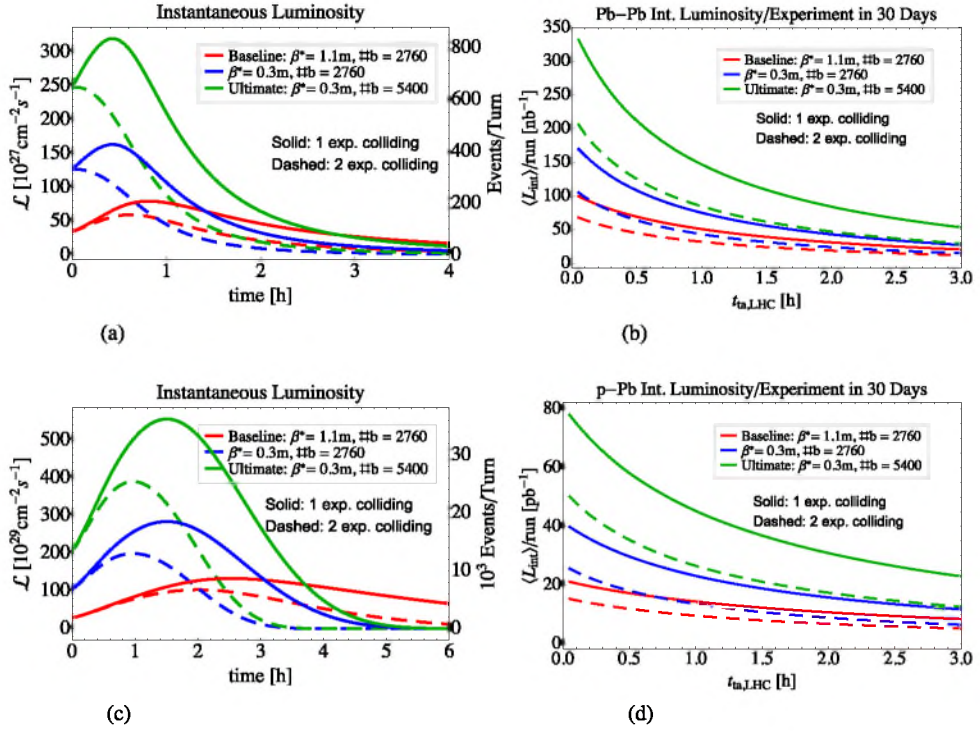 Instantaneous Luminosity
ℒ [10²⁷cm⁻²s⁻¹]
300
250
200
150
100
50
0
Baseline: β*= 1.1m, #b = 2760
β*= 0.3m, #b = 2760
Ultimate: β*= 0.3m, #b = 5400
Solid: 1 exp. colliding
Dashed: 2 exp. colliding
800
600
400
200
0
Events/Turn
0 1 2 3 4
time [h]
(a)
Pb–Pb Int. Luminosity/Experiment in 30 Days
⟨L_int⟩/run [nb⁻¹]
350
300
250
200
150
100
50
0
Baseline: β*= 1.1m, #b = 2760
β*= 0.3m, #b = 2760
Ultimate: β*= 0.3m, #b = 5400
Solid: 1 exp. colliding
Dashed: 2 exp. colliding
0.0 0.5 1.0 1.5 2.0 2.5 3.0
t_ta,LHC [h]
(b)
Instantaneous Luminosity
ℒ [10²⁹cm⁻²s⁻¹]
500
400
300
200
100
0
Baseline: β*= 1.1m, #b = 2760
β*= 0.3m, #b = 2760
Ultimate: β*= 0.3m, #b = 5400
Solid: 1 exp. colliding
Dashed: 2 exp. colliding
30
20
10
0
10³ Events/Turn
0 1 2 3 4 5 6
time [h]
(c)
p–Pb Int. Luminosity/Experiment in 30 Days
⟨L_int⟩/run [pb⁻¹]
80
60
40
20
0
Baseline: β*= 1.1m, #b = 2760
β*= 0.3m, #b = 2760
Ultimate: β*= 0.3m, #b = 5400
Solid: 1 exp. colliding
Dashed: 2 exp. colliding
0.0 0.5 1.0 1.5 2.0 2.5 3.0
t_ta,LHC [h]
(d)